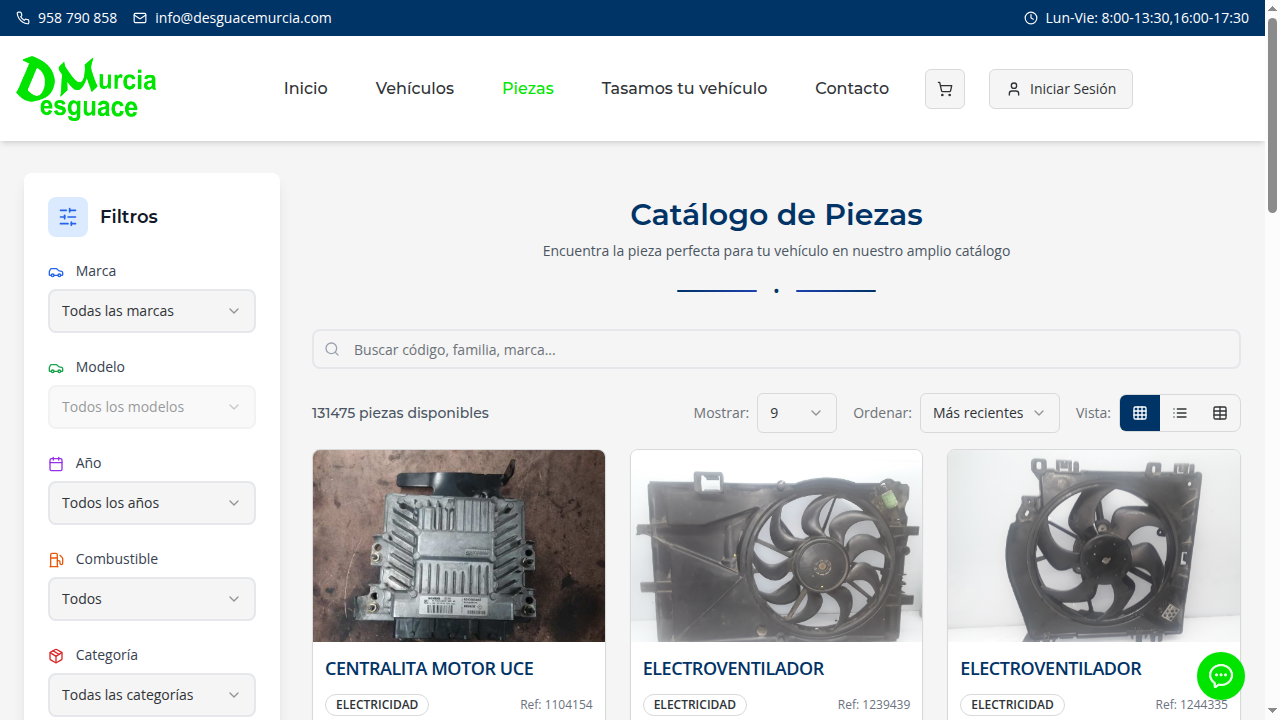 958 790 858
info@desguacemurcia.com
Lun-Vie: 8:00-13:30,16:00-17:30
DMurcia
esguace
Inicio
Vehículos
Piezas
Tasamos tu vehículo
Contacto
Iniciar Sesión
Filtros
Marca
Todas las marcas
Modelo
Todos los modelos
Año
Todos los años
Combustible
Todos
Categoría
Todas las categorías
Catálogo de Piezas
Encuentra la pieza perfecta para tu vehículo en nuestro amplio catálogo
Buscar código, familia, marca...
131475 piezas disponibles
Mostrar:
9
Ordenar:
Más recientes
Vista:
CENTRALITA MOTOR UCE
ELECTRICIDAD
Ref: 1104154
ELECTROVENTILADOR
ELECTRICIDAD
Ref: 1239439
ELECTROVENTILADOR
ELECTRICIDAD
Ref: 1244335